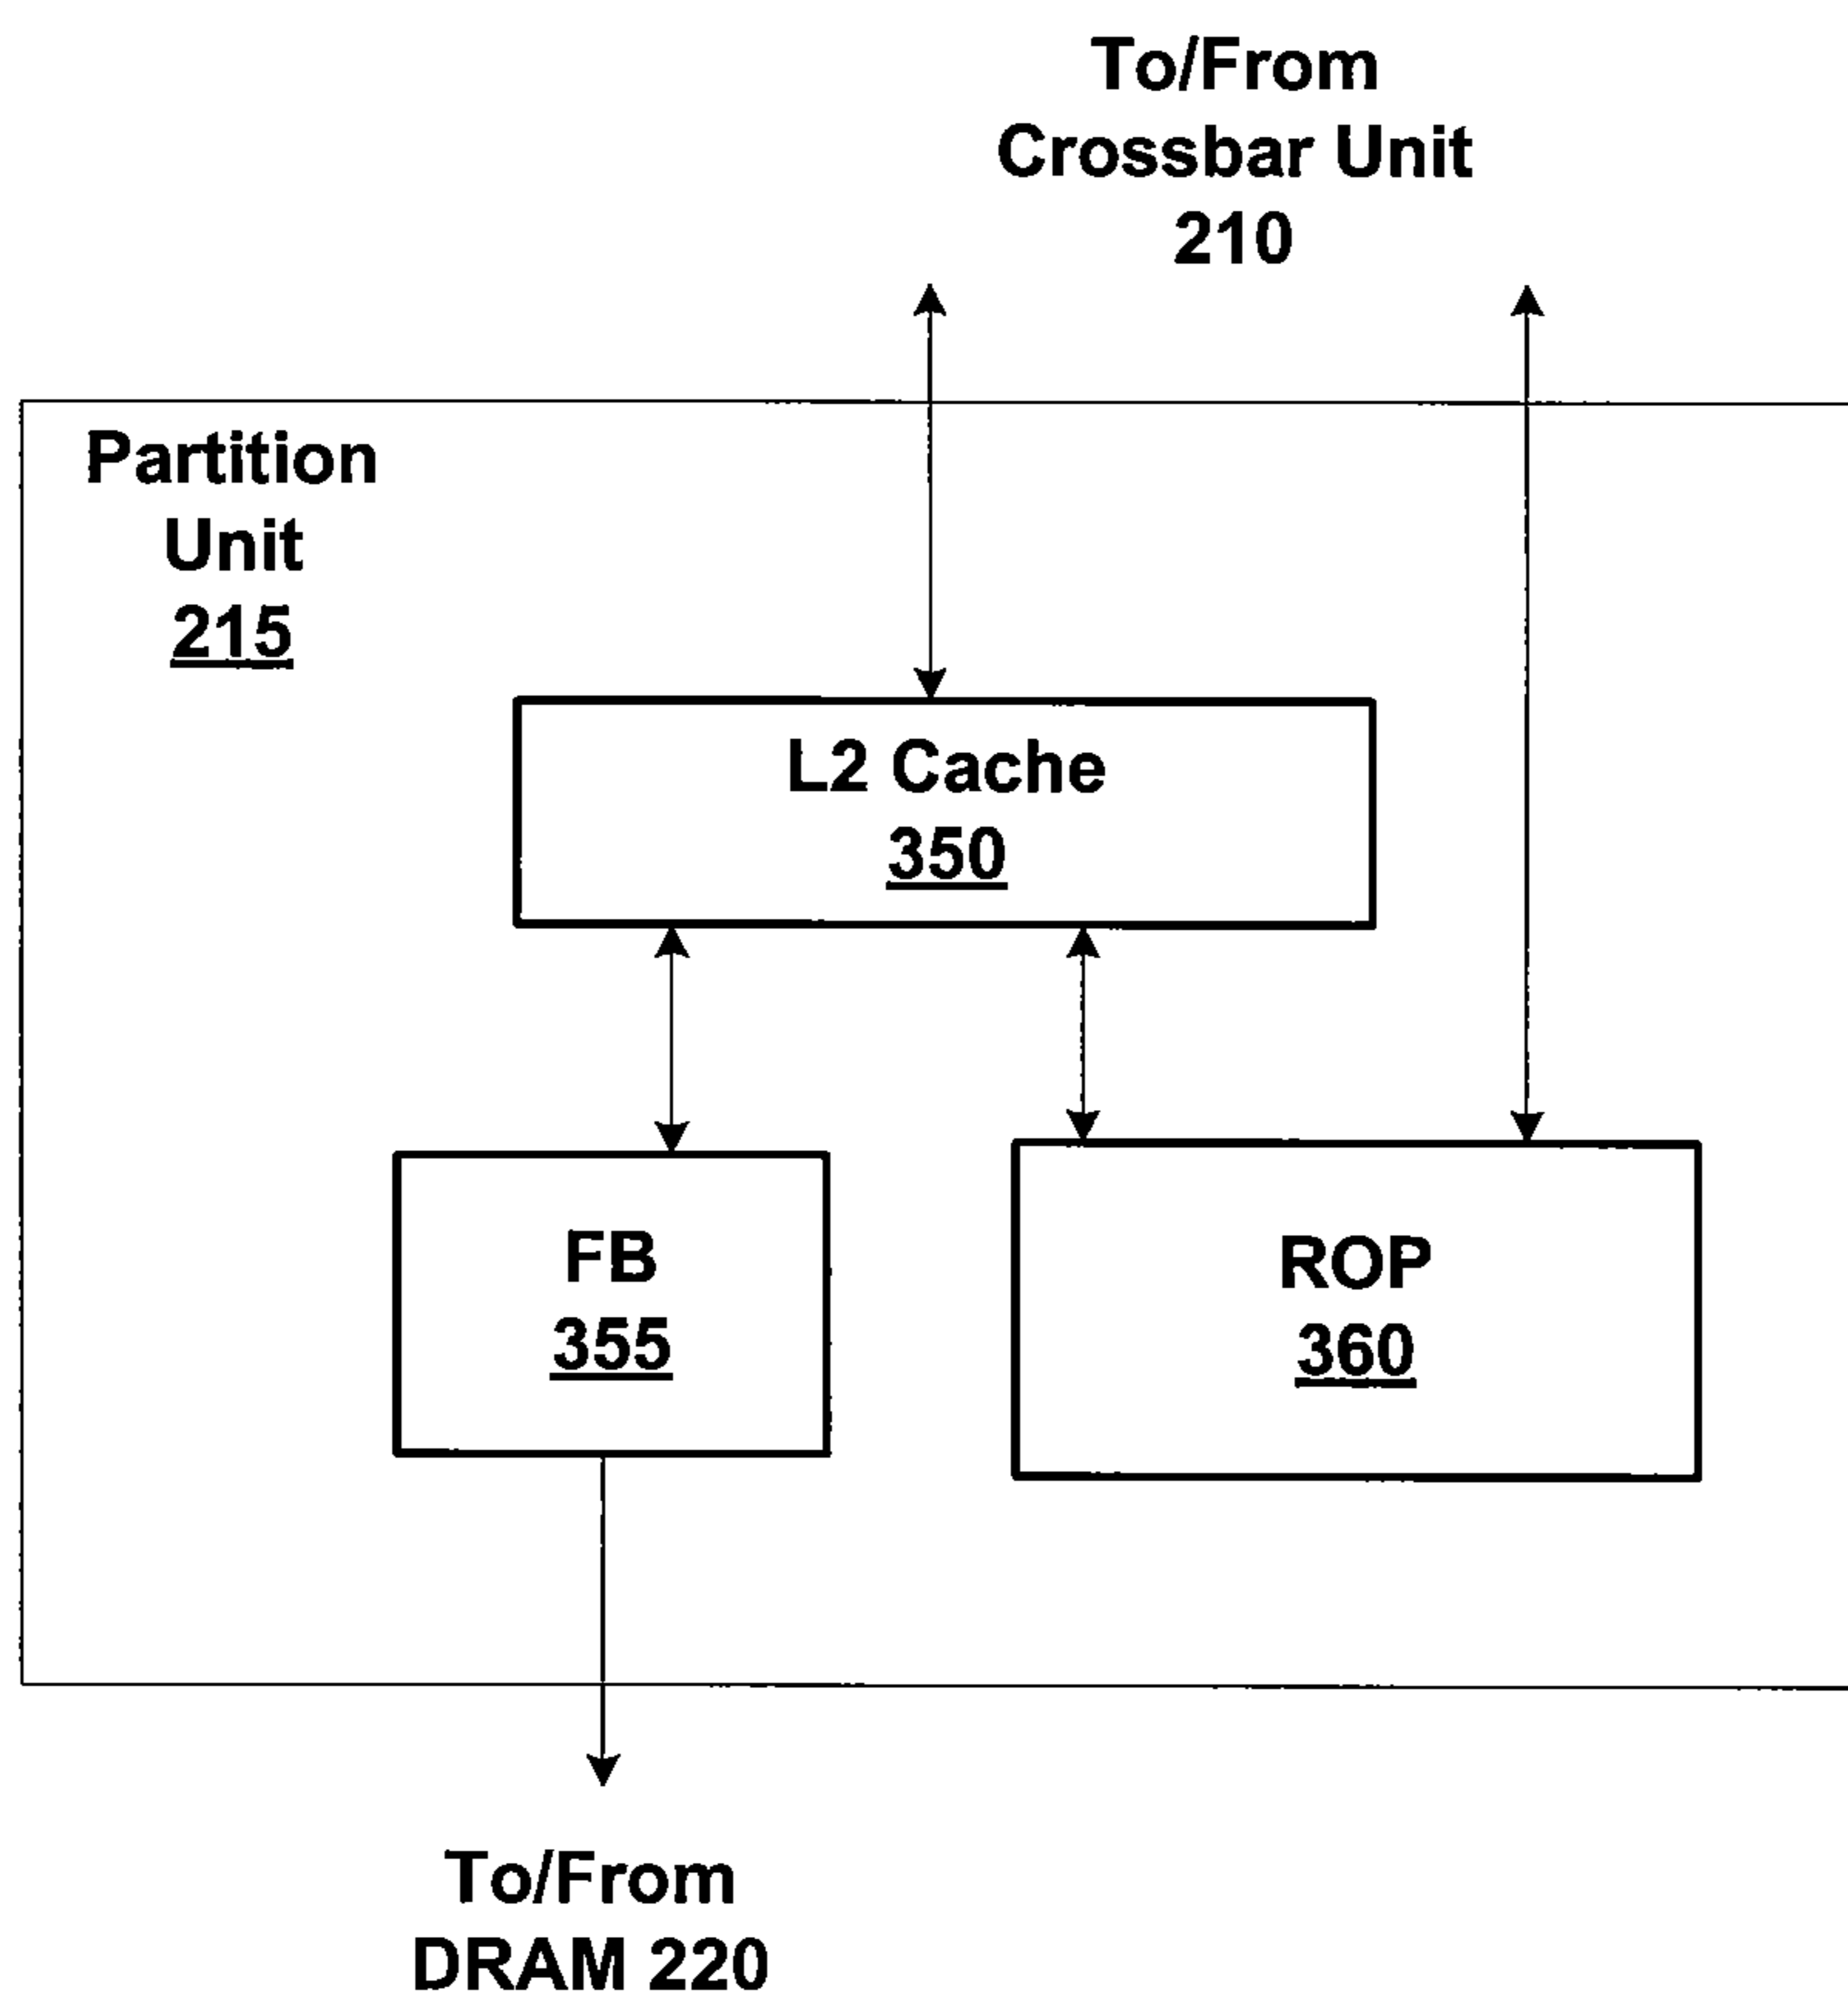 To/From
Crossbar Unit
210
Partition
Unit
215
L2 Cache
350
FB
355
ROP
360
To/From
DRAM 220